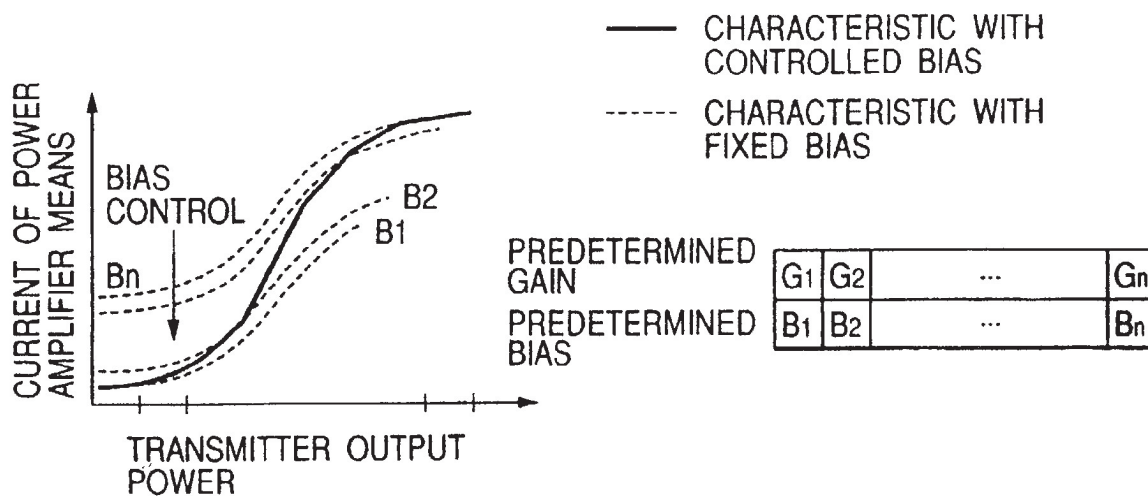 CHARACTERISTIC WITH
CONTROLLED BIAS
CHARACTERISTIC WITH
FIXED BIAS
CURRENT OF POWER
AMPLIFIER MEANS
BIAS
CONTROL
Bn
B2
B1
TRANSMITTER OUTPUT
POWER
PREDETERMINED
GAIN
G1 G2 ... Gn
PREDETERMINED
BIAS
B1 B2 ... Bn